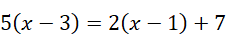 5(x − 3) = 2(x − 1) + 7